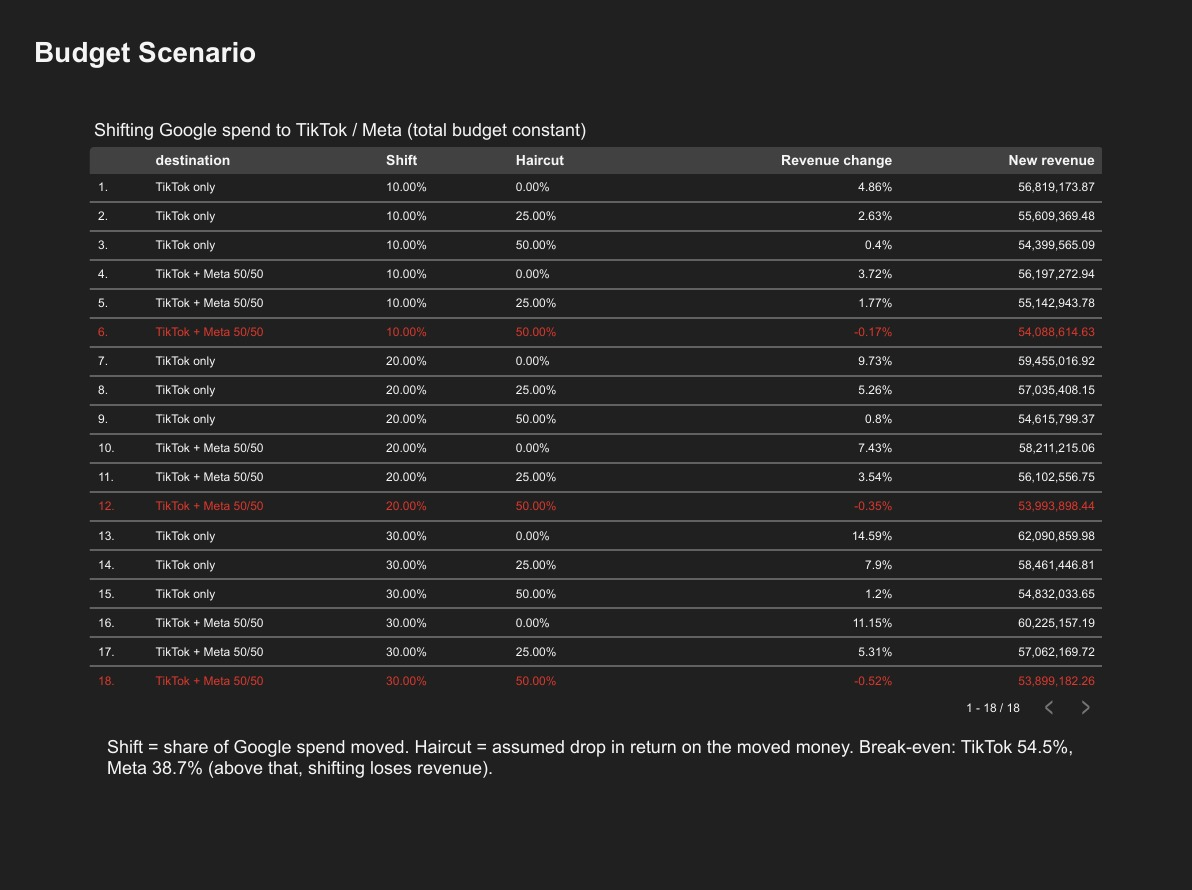 Budget Scenario
Shifting Google spend to TikTok / Meta (total budget constant)
destination Shift Haircut Revenue change New revenue
1. TikTok only 10.00% 0.00% 4.86% 56,819,173.87
2. TikTok only 10.00% 25.00% 2.63% 55,609,369.48
3. TikTok only 10.00% 50.00% 0.4% 54,399,565.09
4. TikTok + Meta 50/50 10.00% 0.00% 3.72% 56,197,272.94
5. TikTok + Meta 50/50 10.00% 25.00% 1.77% 55,142,943.78
6. TikTok + Meta 50/50 10.00% 50.00% -0.17% 54,088,614.63
7. TikTok only 20.00% 0.00% 9.73% 59,455,016.92
8. TikTok only 20.00% 25.00% 5.26% 57,035,408.15
9. TikTok only 20.00% 50.00% 0.8% 54,615,799.37
10. TikTok + Meta 50/50 20.00% 0.00% 7.43% 58,211,215.06
11. TikTok + Meta 50/50 20.00% 25.00% 3.54% 56,102,556.75
12. TikTok + Meta 50/50 20.00% 50.00% -0.35% 53,993,898.44
13. TikTok only 30.00% 0.00% 14.59% 62,090,859.98
14. TikTok only 30.00% 25.00% 7.9% 58,461,446.81
15. TikTok only 30.00% 50.00% 1.2% 54,832,033.65
16. TikTok + Meta 50/50 30.00% 0.00% 11.15% 60,225,157.19
17. TikTok + Meta 50/50 30.00% 25.00% 5.31% 57,062,169.72
18. TikTok + Meta 50/50 30.00% 50.00% -0.52% 53,899,182.26
1 - 18 / 18
Shift = share of Google spend moved. Haircut = assumed drop in return on the moved money. Break-even: TikTok 54.5%,
Meta 38.7% (above that, shifting loses revenue).